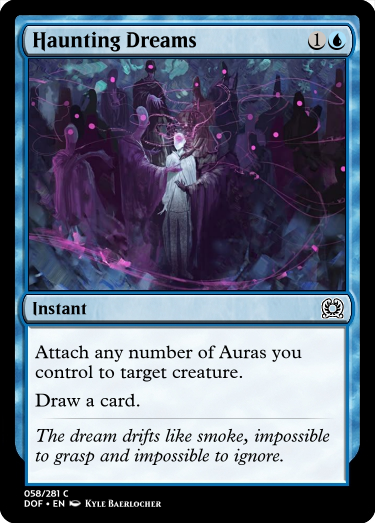 Haunting Dreams 1
Instant
Attach any number of Auras you
control to target creature.
Draw a card.
The dream drifts like smoke, impossible
to grasp and impossible to ignore.
058/281 C
DOF • EN Kyle Baerlocher